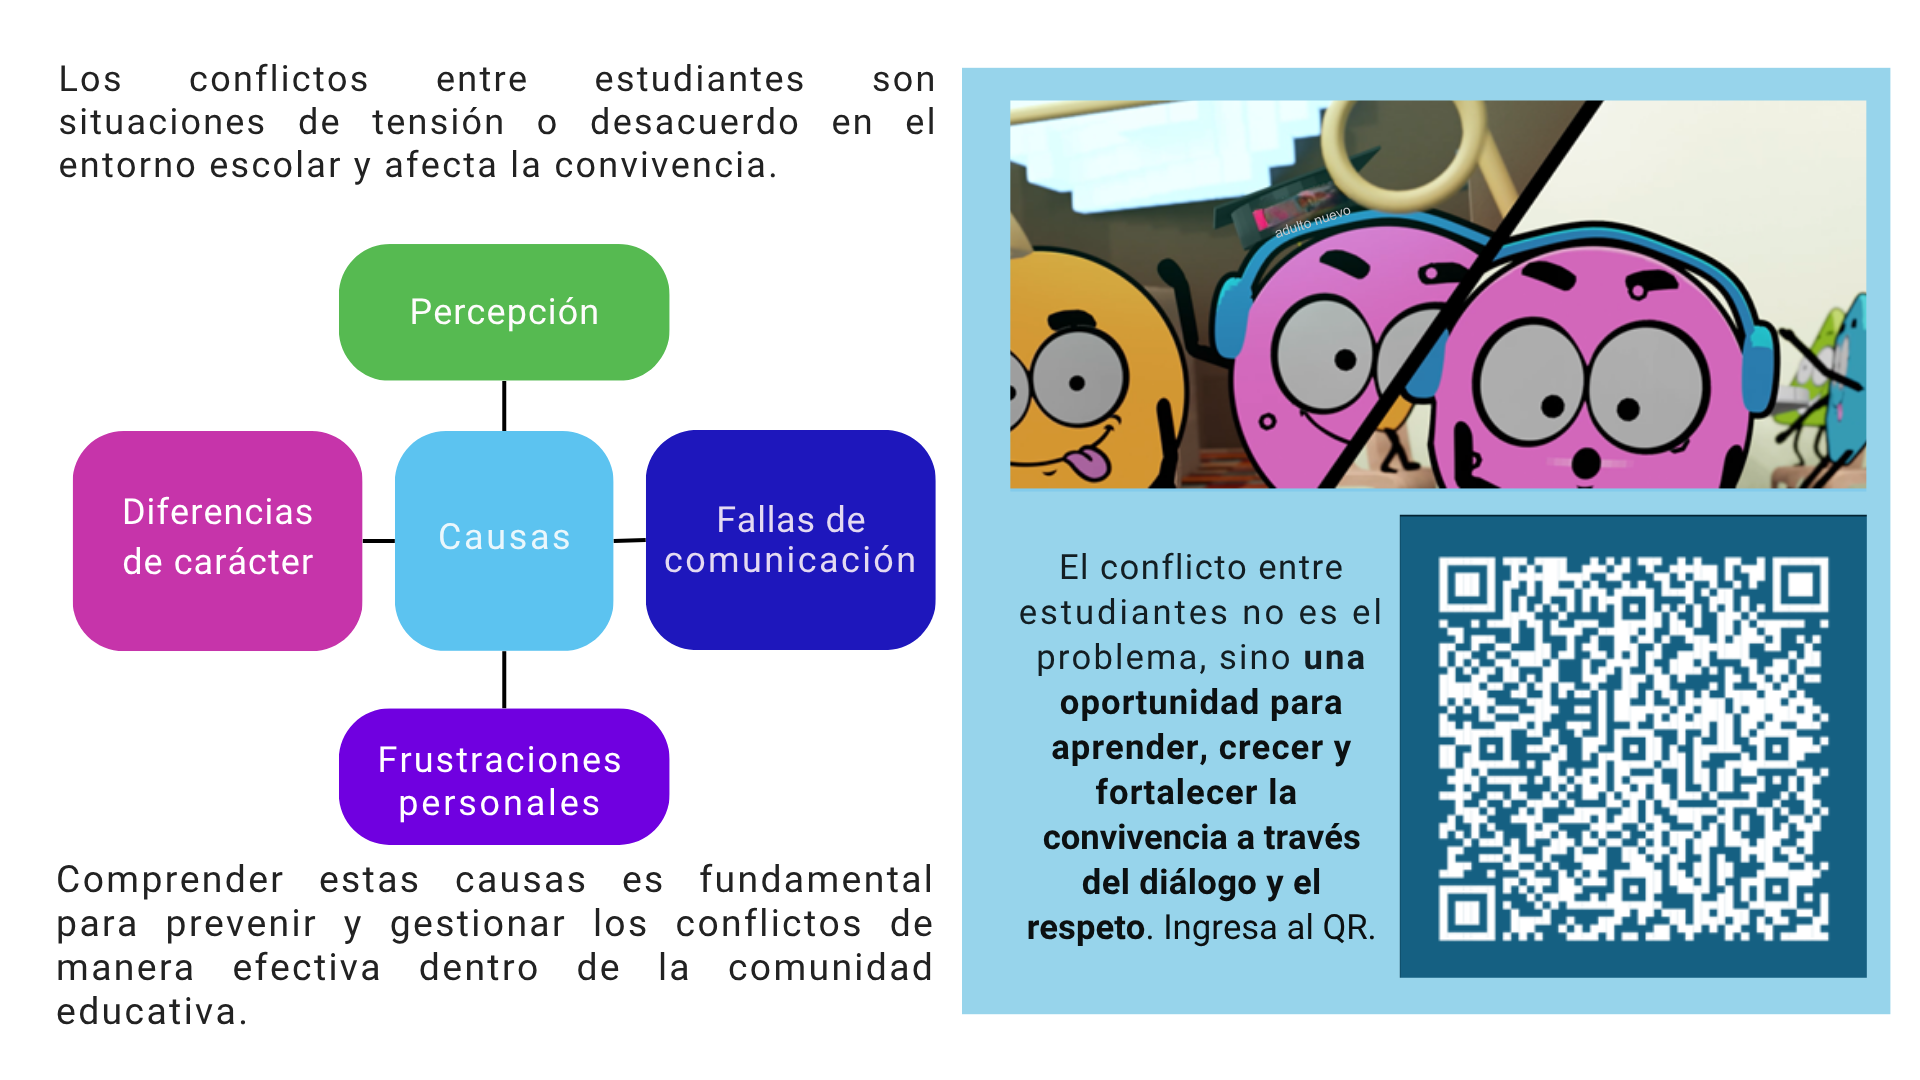 Los conflictos entre estudiantes son
situaciones de tensión o desacuerdo en el
entorno escolar y afecta la convivencia.
Percepción
Diferencias
de carácter
Causas
Fallas de
comunicación
Frustraciones
personales
Comprender estas causas es fundamental
para prevenir y gestionar los conflictos de
manera efectiva dentro de la comunidad
educativa.
adulto nuevo
El conflicto entre
estudiantes no es el
problema, sino una
oportunidad para
aprender, crecer y
fortalecer la
convivencia a través
del diálogo y el
respeto. Ingresa al QR.